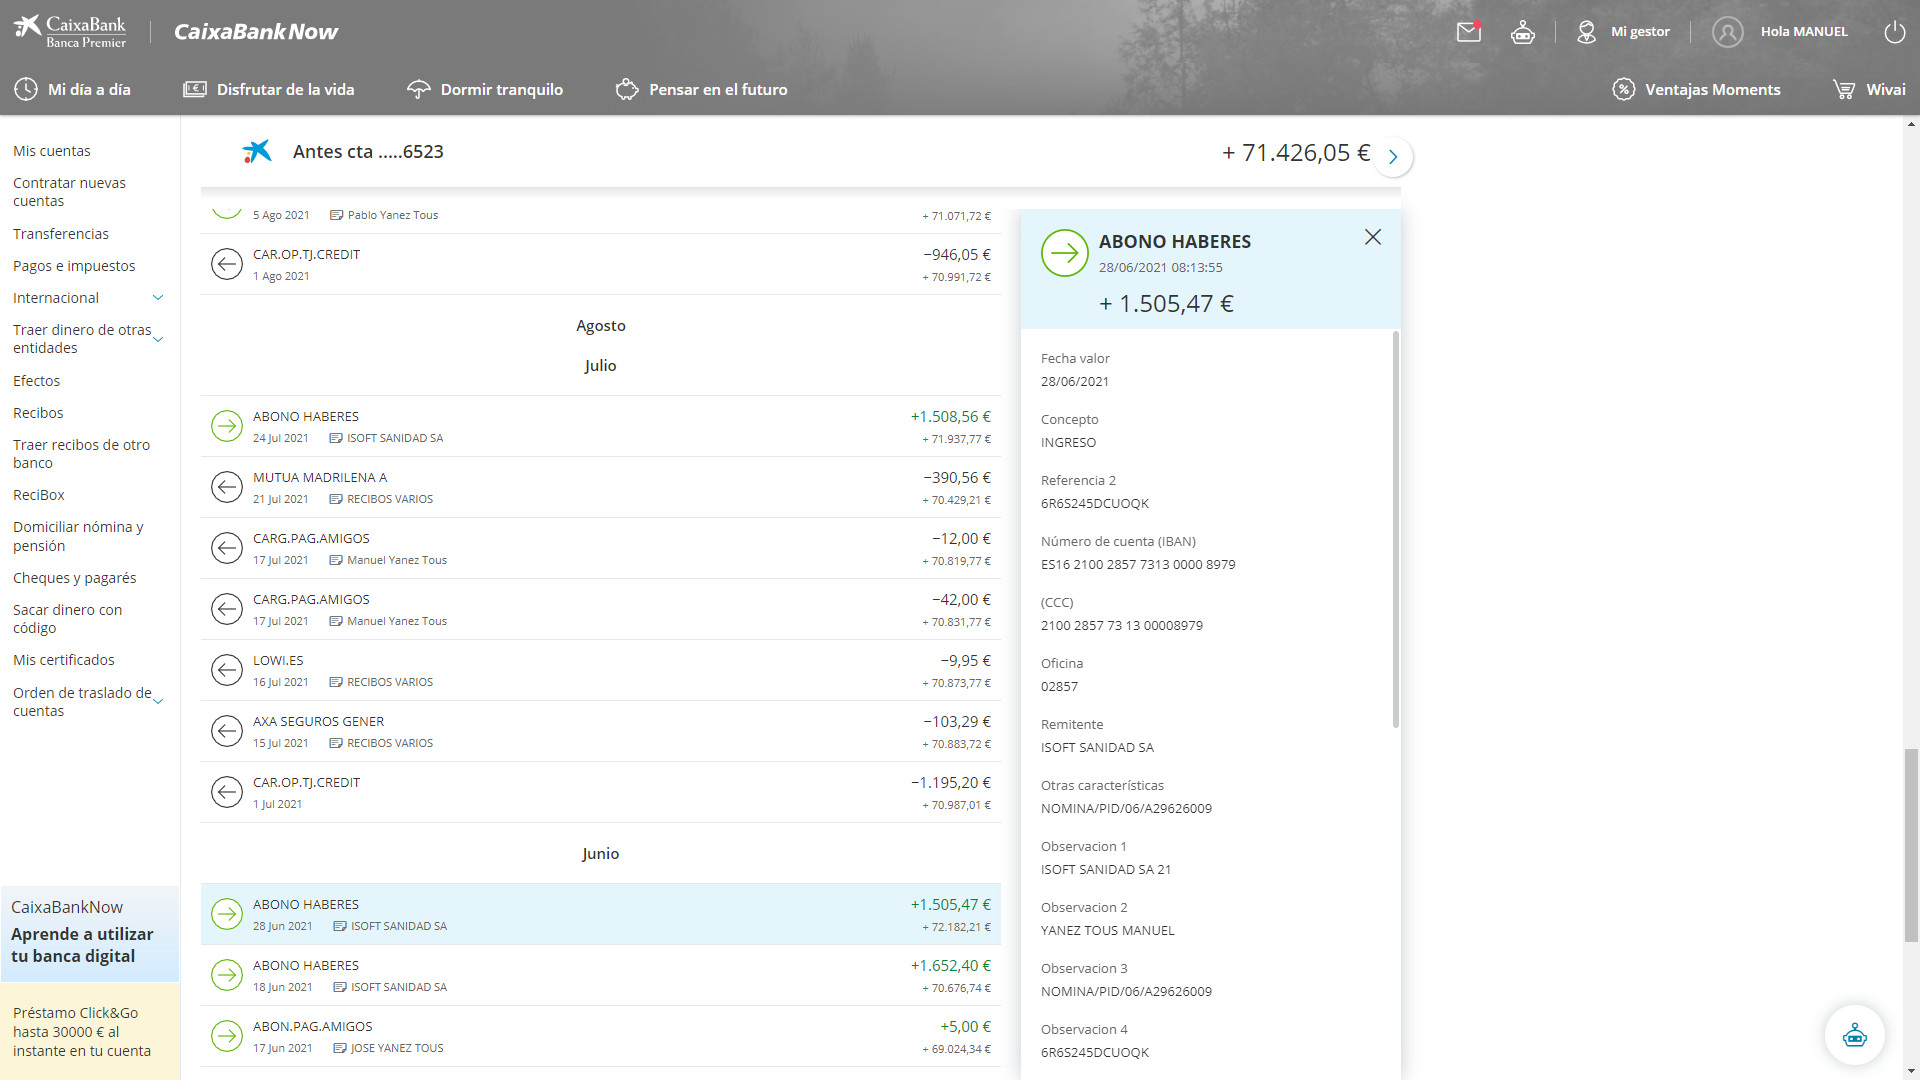 CaixaBank
Banca Premier
CaixaBankNow
Mi gestor
Hola MANUEL
Mi día a día
Disfrutar de la vida
Dormir tranquilo
Pensar en el futuro
Ventajas Moments
Wivai
Mis cuentas
Contratar nuevas
cuentas
Transferencias
Pagos e impuestos
Internacional
Traer dinero de otras
entidades
Efectos
Recibos
Traer recibos de otro
banco
ReciBox
Domiciliar nómina y
pensión
Cheques y pagarés
Sacar dinero con
código
Mis certificados
Orden de traslado de
cuentas
CaixaBankNow
Aprende a utilizar
tu banca digital
Préstamo Click&Go
hasta 30000 € al
instante en tu cuenta
Antes cta .....6523
+ 71.426,05 €
5 Ago 2021 Pablo Yanez Tous + 71.071,72 €
CAR.OP.TJ.CREDIT −946,05 €
1 Ago 2021 + 70.991,72 €
Agosto
Julio
ABONO HABERES +1.508,56 €
24 Jul 2021 ISOFT SANIDAD SA + 71.937,77 €
MUTUA MADRILENA A −390,56 €
21 Jul 2021 RECIBOS VARIOS + 70.429,21 €
CARG.PAG.AMIGOS −12,00 €
17 Jul 2021 Manuel Yanez Tous + 70.819,77 €
CARG.PAG.AMIGOS −42,00 €
17 Jul 2021 Manuel Yanez Tous + 70.831,77 €
LOWI.ES −9,95 €
16 Jul 2021 RECIBOS VARIOS + 70.873,77 €
AXA SEGUROS GENER −103,29 €
15 Jul 2021 RECIBOS VARIOS + 70.883,72 €
CAR.OP.TJ.CREDIT −1.195,20 €
1 Jul 2021 + 70.987,01 €
Junio
ABONO HABERES +1.505,47 €
28 Jun 2021 ISOFT SANIDAD SA + 72.182,21 €
ABONO HABERES +1.652,40 €
18 Jun 2021 ISOFT SANIDAD SA + 70.676,74 €
ABON.PAG.AMIGOS +5,00 €
17 Jun 2021 JOSE YANEZ TOUS + 69.024,34 €
ABONO HABERES
28/06/2021 08:13:55
+ 1.505,47 €
Fecha valor
28/06/2021
Concepto
INGRESO
Referencia 2
6R6S245DCUOQK
Número de cuenta (IBAN)
ES16 2100 2857 7313 0000 8979
(CCC)
2100 2857 73 13 00008979
Oficina
02857
Remitente
ISOFT SANIDAD SA
Otras características
NOMINA/PID/06/A29626009
Observacion 1
ISOFT SANIDAD SA 21
Observacion 2
YANEZ TOUS MANUEL
Observacion 3
NOMINA/PID/06/A29626009
Observacion 4
6R6S245DCUOQK